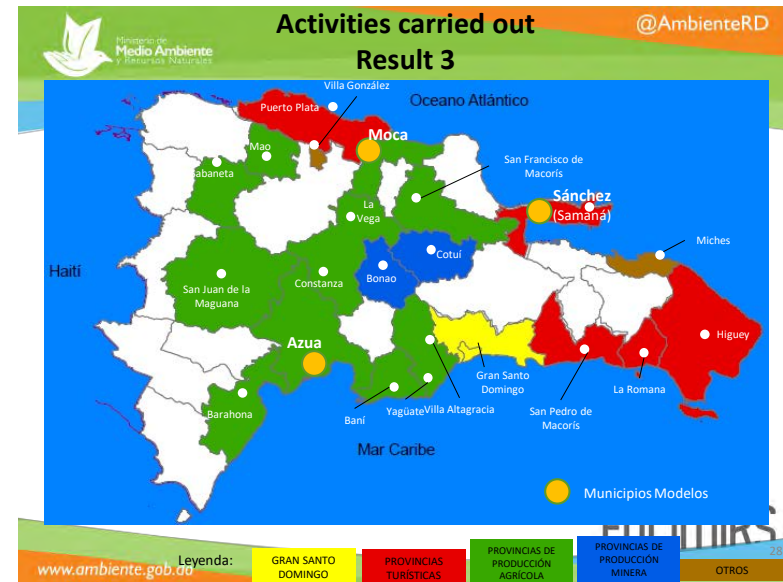 Ministerio de
Medio Ambiente
y Recursos Naturales
Activities carried out
Result 3
@AmbienteRD
Villa González
Oceano Atlántico
Puerto Plata
Moca
Mao
abaneta
San Francisco de
Macorís
Sánchez
(Samaná)
La
Vega
Miches
Haití
Cotuí
San Juan de la
Maguana
Constanza
Bonao
Azua
Higuey
Gran Santo
Domingo
La Romana
Barahona
Baní
Yagüate
Villa Altagracia
San Pedro de
Macorís
Mar Caribe
Municipios Modelos
28
www.ambiente.gob.do
Leyenda:
GRAN SANTO
DOMINGO
PROVINCIAS
TURÍSTICAS
PROVINCIAS DE
PRODUCCIÓN
AGRÍCOLA
PROVINCIAS DE
PRODUCCIÓN
MINERA
OTROS